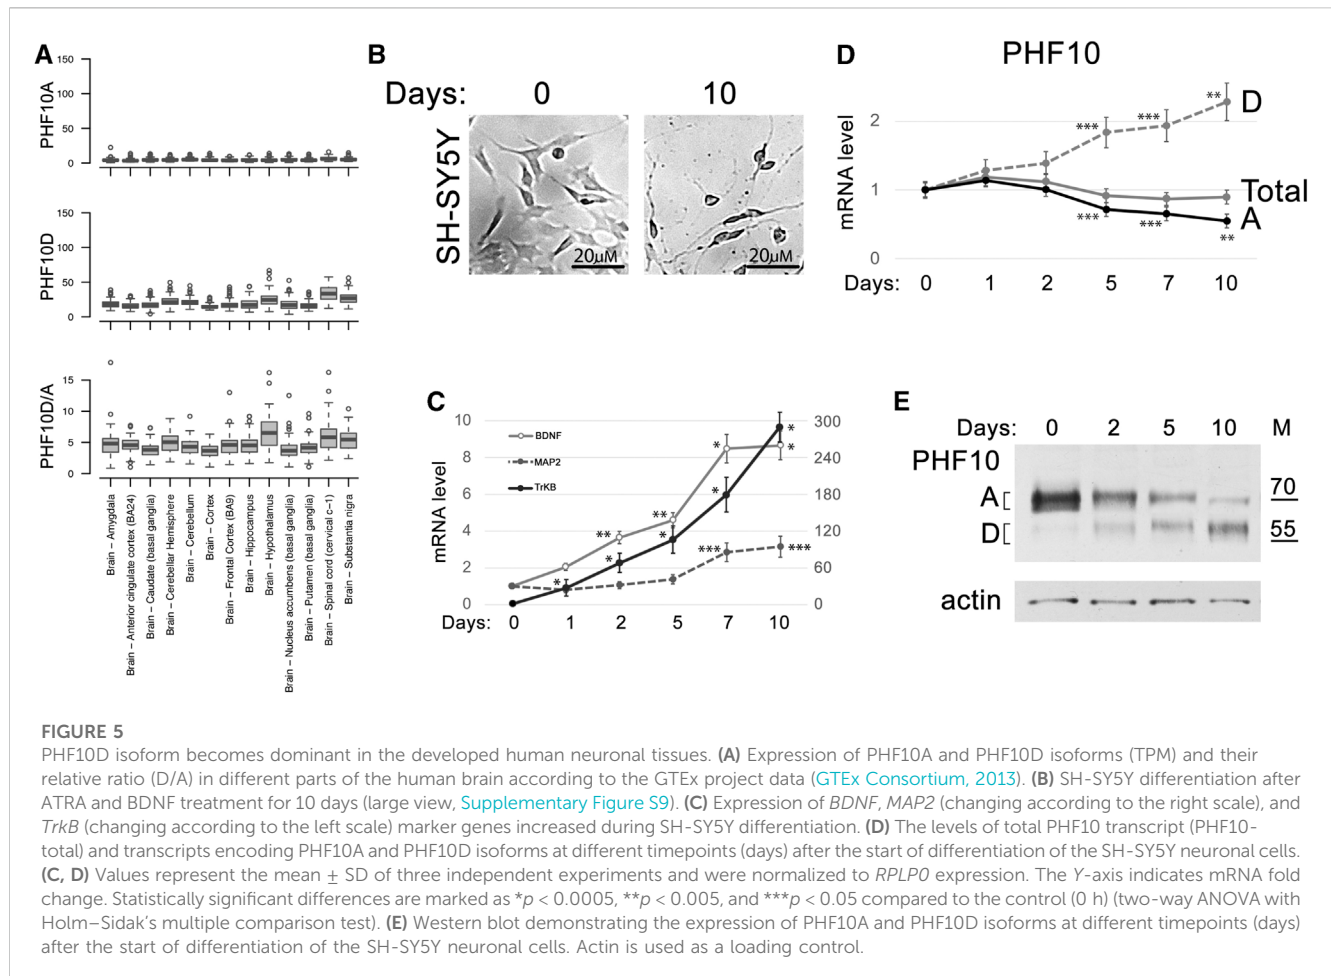 A
PHF10A
150
100
50
0
PHF10D
150
100
50
0
PHF10D/A
15
10
5
0
Brain – Amygdala
Brain – Anterior cingulate cortex (BA24)
Brain – Caudate (basal ganglia)
Brain – Cerebellar Hemisphere
Brain – Cerebellum
Brain – Cortex
Brain – Frontal Cortex (BA9)
Brain – Hippocampus
Brain – Hypothalamus
Brain – Nucleus accumbens (basal ganglia)
Brain – Putamen (basal ganglia)
Brain – Spinal cord (cervical c–1)
Brain – Substantia nigra
B
Days: 0 10
SH-SY5Y
20µM 20µM
C
mRNA level
10 300
8 240
6 180
4 120
2 60
0 0
BDNF
MAP2
TrKB
* ** ** * *
* * * *
*** ***
Days: 0 1 2 5 7 10
D
PHF10
mRNA level
2
1
0
*** *** ** D
Total
A
*** *** **
Days: 0 1 2 5 7 10
E
Days: 0 2 5 10 M
PHF10
A [ 70
D [ 55
actin
FIGURE 5
PHF10D isoform becomes dominant in the developed human neuronal tissues. (A) Expression of PHF10A and PHF10D isoforms (TPM) and their
relative ratio (D/A) in different parts of the human brain according to the GTEx project data (GTEx Consortium, 2013). (B) SH-SY5Y differentiation after
ATRA and BDNF treatment for 10 days (large view, Supplementary Figure S9). (C) Expression of BDNF, MAP2 (changing according to the right scale), and
TrkB (changing according to the left scale) marker genes increased during SH-SY5Y differentiation. (D) The levels of total PHF10 transcript (PHF10-
total) and transcripts encoding PHF10A and PHF10D isoforms at different timepoints (days) after the start of differentiation of the SH-SY5Y neuronal cells.
(C, D) Values represent the mean ± SD of three independent experiments and were normalized to RPLP0 expression. The Y-axis indicates mRNA fold
change. Statistically significant differences are marked as *p < 0.0005, **p < 0.005, and ***p < 0.05 compared to the control (0 h) (two-way ANOVA with
Holm–Sidak's multiple comparison test). (E) Western blot demonstrating the expression of PHF10A and PHF10D isoforms at different timepoints (days)
after the start of differentiation of the SH-SY5Y neuronal cells. Actin is used as a loading control.